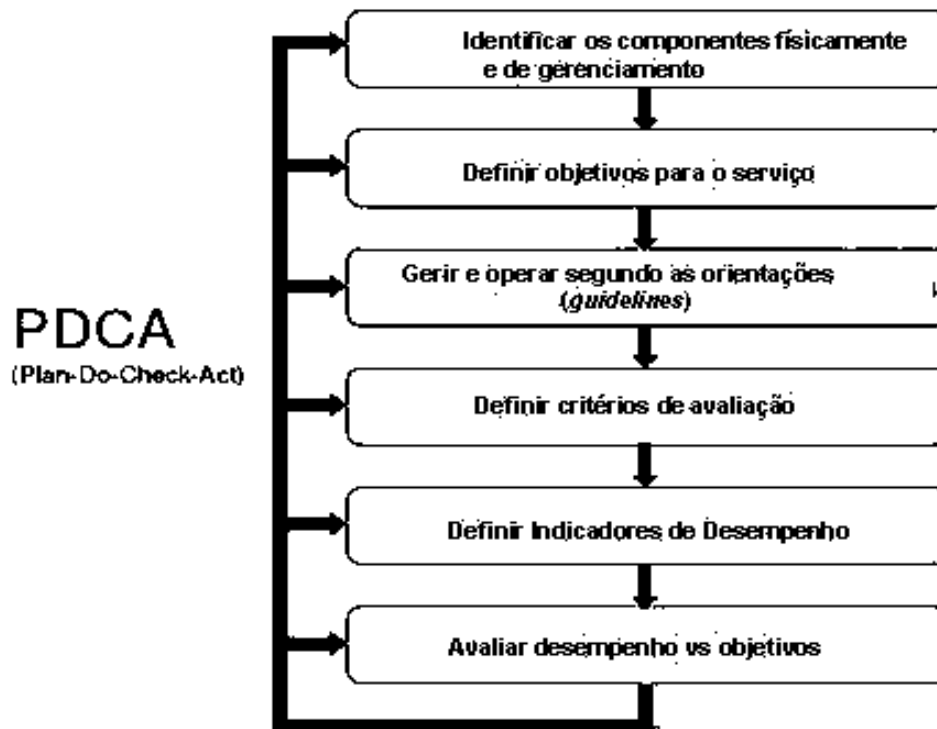 Identificar os componentes físicamente
e de gerenciamento
Definir objetivos para o serviço
Gerir e operar segundo as orientações
(guidelines)
PDCA
(Plan-Do-Check-Act)
Definir critérios de avaliação
Definir Indicadores de Desempenho
Avaliar desempenho vs objetivos